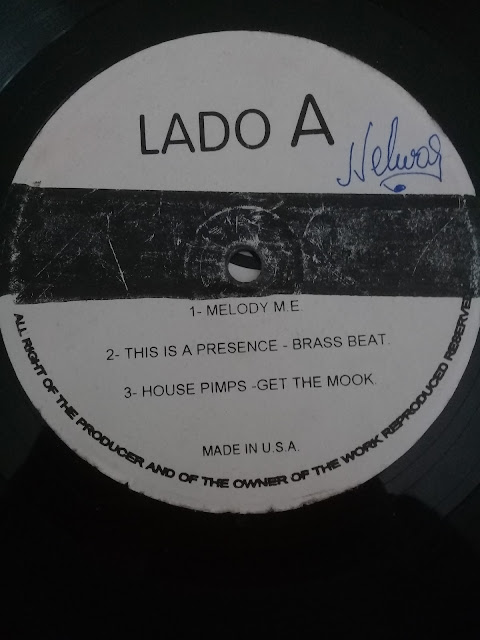 LADO A
Nelwag
1- MELODY M.E.
2- THIS IS A PRESENCE - BRASS BEAT.
3- HOUSE PIMPS -GET THE MOOK.
MADE IN U.S.A.
ALL RIGHT OF THE PRODUCER AND OF THE OWNER OF THE WORK REPRODUCED RESERVED